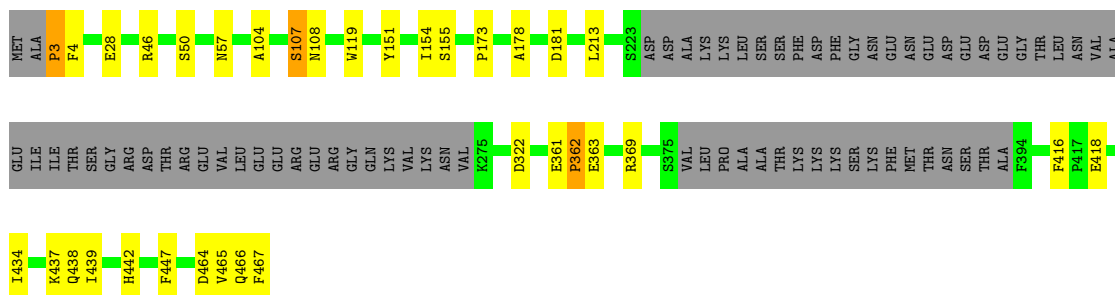 MET ALA P3 F4 E28 R46 S50 N57 A104 S107 N108 W119 Y151 I154 S155 P173 A178 D181 L213 S223 ASP ASP ALA LYS LYS LEU SER SER PHE ASP PHE GLY ASN GLU ASN GLU ASP GLU ASP GLU GLY THR LEU ASN VAL ALA
GLU ILE ILE THR SER GLY ARG ASP THR ARG GLU VAL LEU GLU GLU ARG GLU ARG GLY GLN LYS VAL LYS ASN VAL K275 D322 E361 P362 E363 R369 S375 VAL LEU PRO ALA ALA THR LYS LYS LYS SER LYS PHE MET THR ASN SER THR ALA F394 F416 P417 E418
I434 K437 Q438 I439 H442 F447 D464 V465 Q466 F467